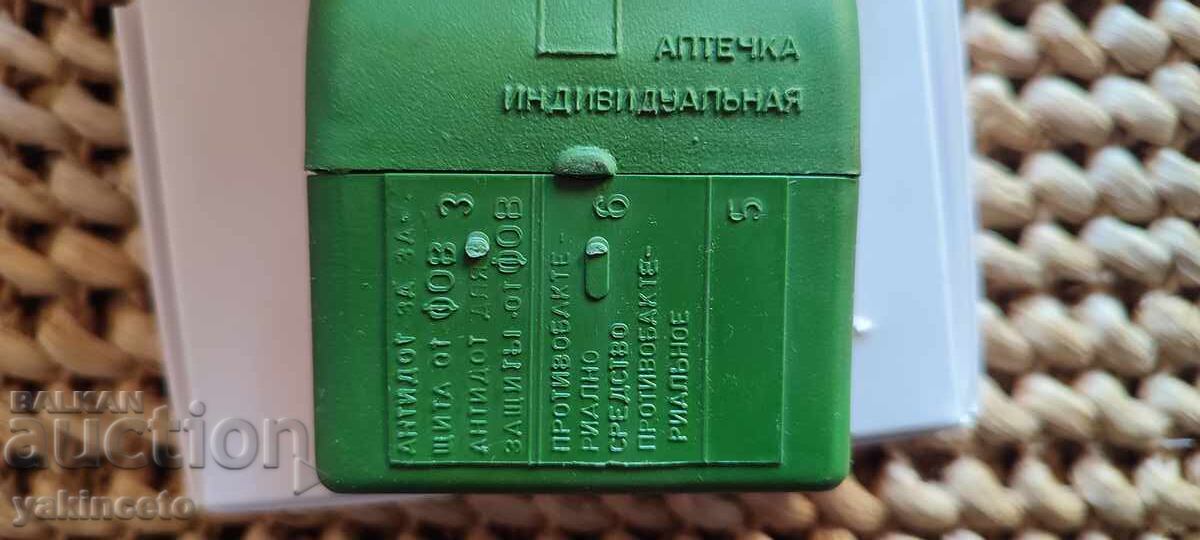 АПТЕЧКА
ИНДИВИДУАЛЬНАЯ
3
АНТИДОТ ЗА ЗА-
ЩИТА ОТ ФОВ
АНТИДОТ ДЛЯ
ЗАЩИТЫ ОТ ФОВ
6
ПРОТИВОБАКТЕ-
РИАЛНО
СРЕДСТВО
ПРОТИВОБАКТЕ-
РИАЛЬНОЕ
5
BALKAN
auction
yakinceto